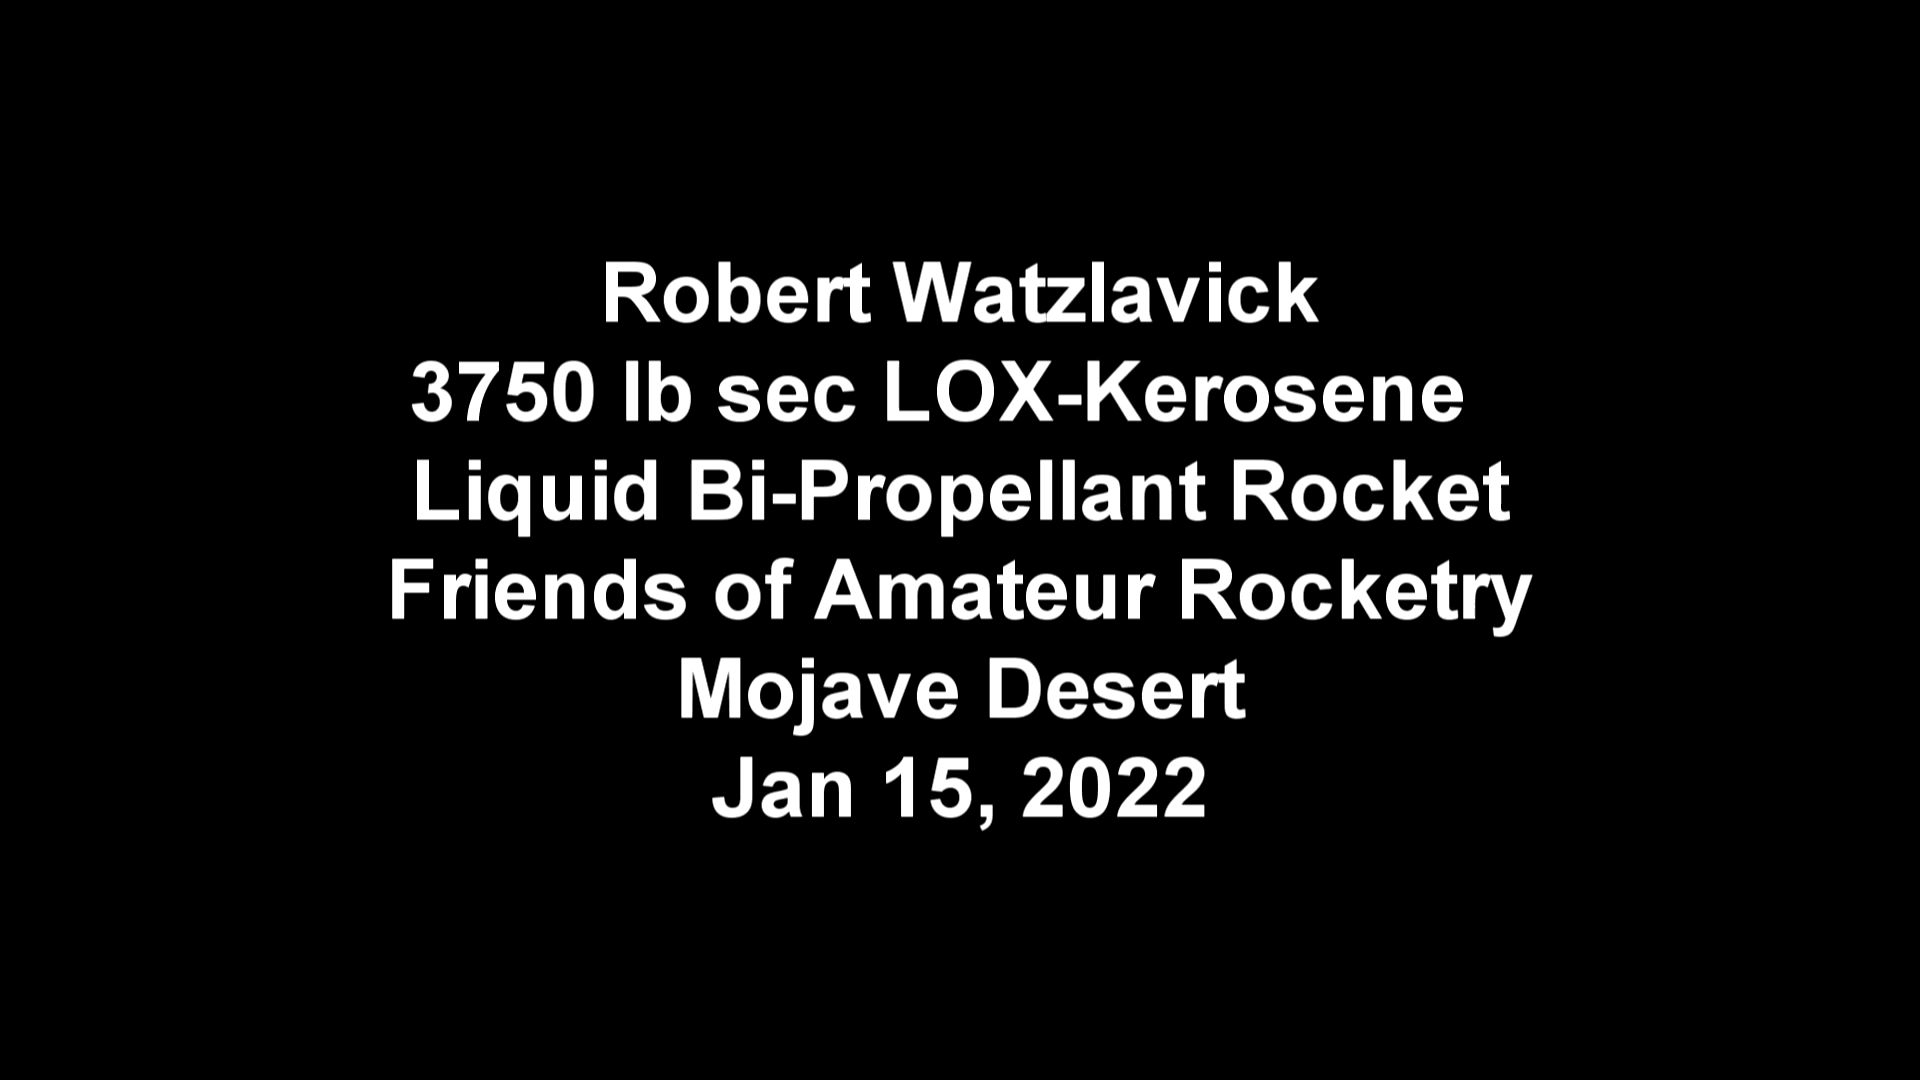 Robert Watzlavick
3750 lb sec LOX-Kerosene
Liquid Bi-Propellant Rocket
Friends of Amateur Rocketry
Mojave Desert
Jan 15, 2022